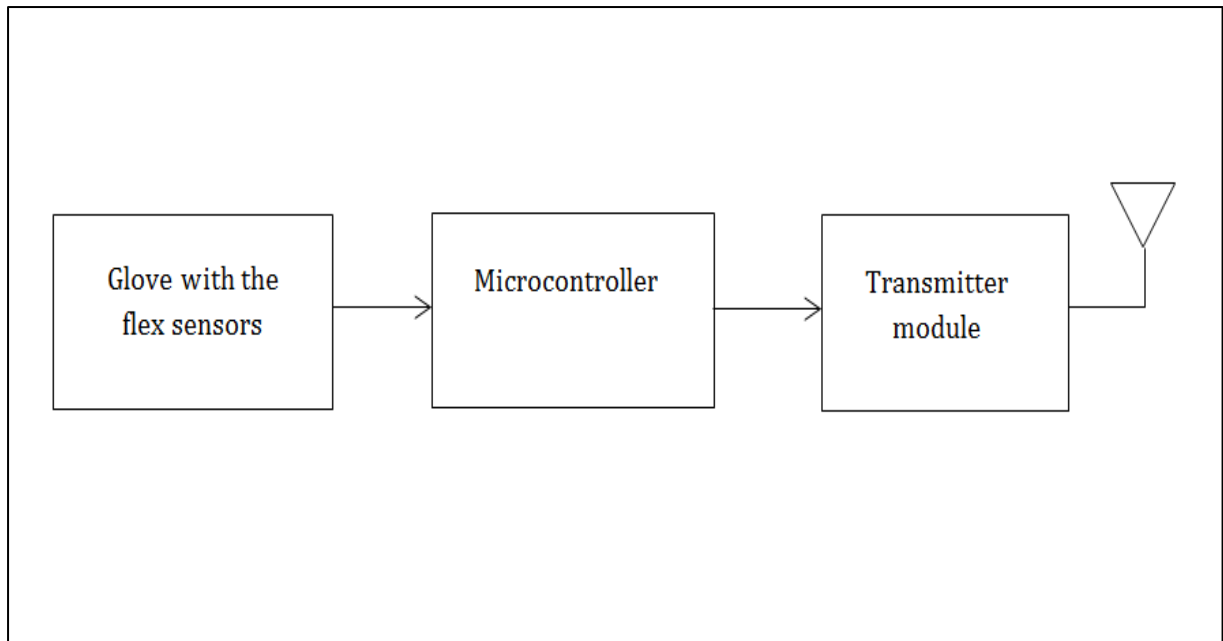 Glove with the
flex sensors
Microcontroller
Transmitter
module